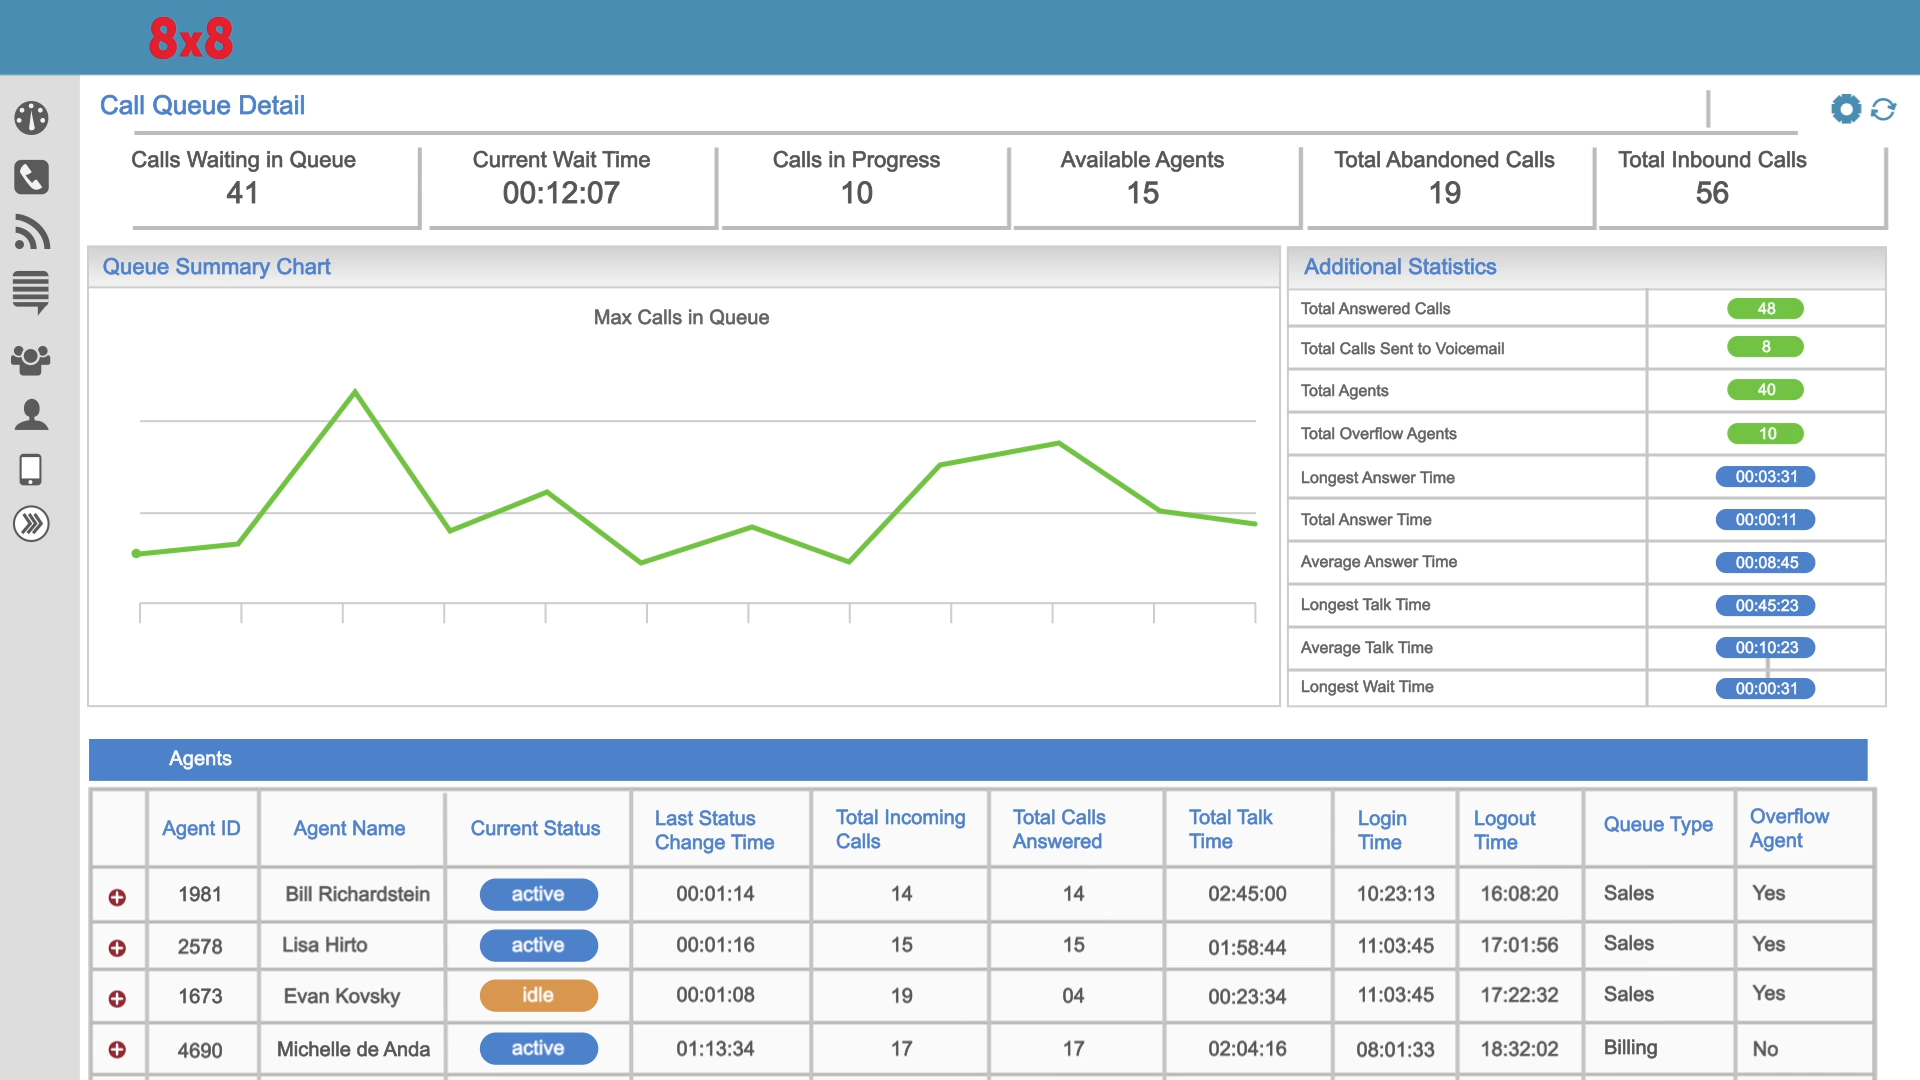 8x8
Call Queue Detail
Calls Waiting in Queue
41
Current Wait Time
00:12:07
Calls in Progress
10
Available Agents
15
Total Abandoned Calls
19
Total Inbound Calls
56
Queue Summary Chart
Max Calls in Queue
Additional Statistics
Total Answered Calls 48
Total Calls Sent to Voicemail 8
Total Agents 40
Total Overflow Agents 10
Longest Answer Time 00:03:31
Total Answer Time 00:00:11
Average Answer Time 00:08:45
Longest Talk Time 00:45:23
Average Talk Time 00:10:23
Longest Wait Time 00:00:31
Agents
Agent ID
Agent Name
Current Status
Last Status
Change Time
Total Incoming
Calls
Total Calls
Answered
Total Talk
Time
Login
Time
Logout
Time
Queue Type
Overflow
Agent
1981 Bill Richardstein active 00:01:14 14 14 02:45:00 10:23:13 16:08:20 Sales Yes
2578 Lisa Hirto active 00:01:16 15 15 01:58:44 11:03:45 17:01:56 Sales Yes
1673 Evan Kovsky idle 00:01:08 19 04 00:23:34 11:03:45 17:22:32 Sales Yes
4690 Michelle de Anda active 01:13:34 17 17 02:04:16 08:01:33 18:32:02 Billing No